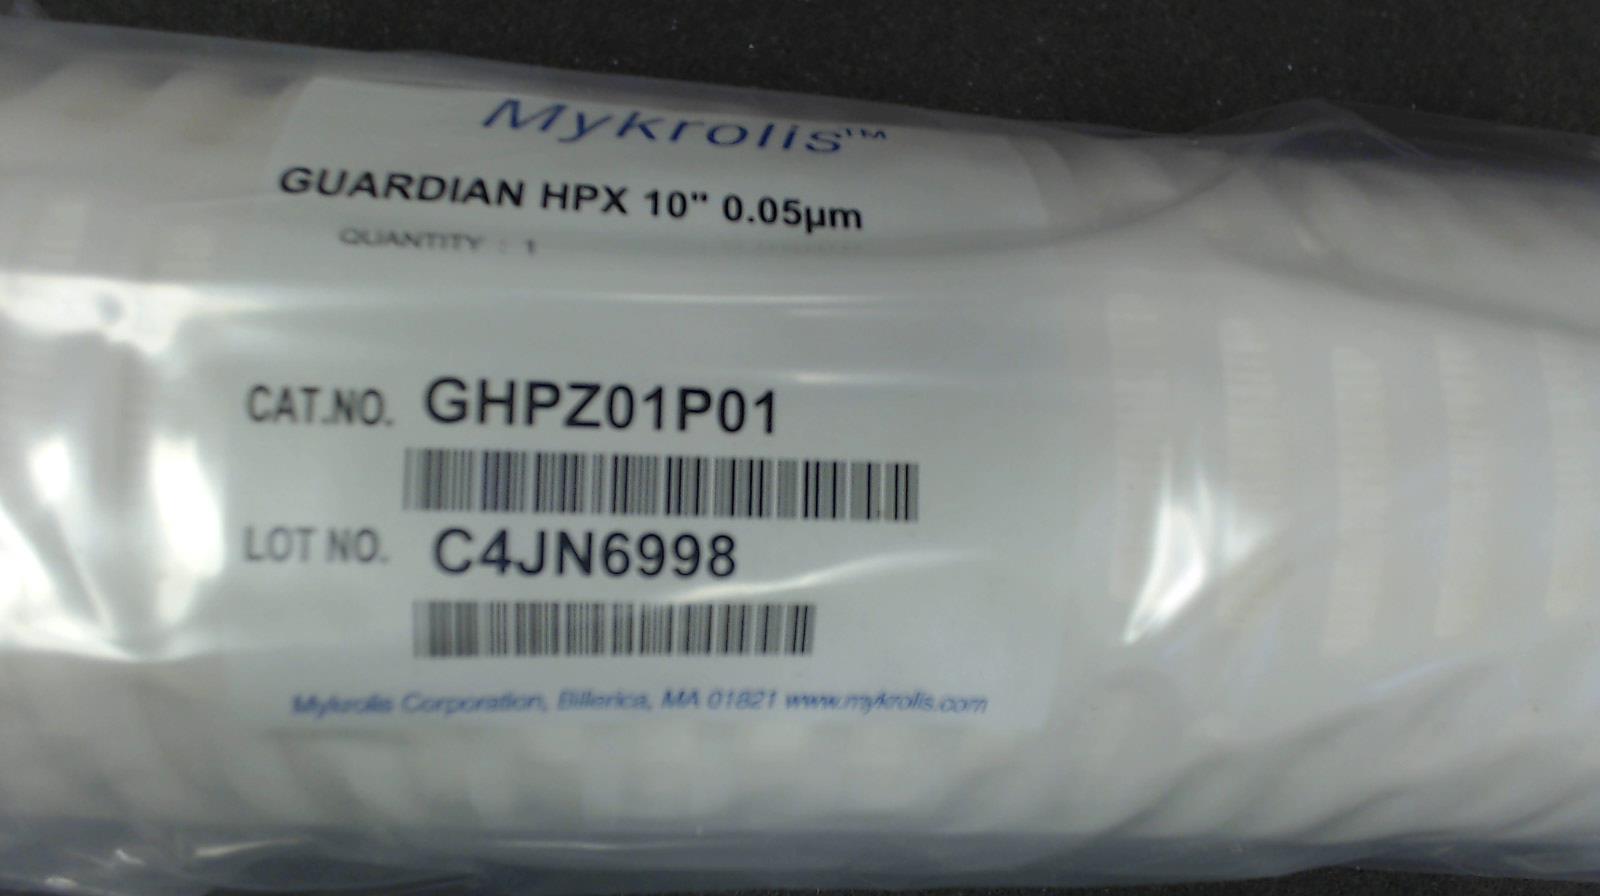 Mykrolis™
GUARDIAN HPX 10" 0.05µm
QUANTITY : 1
CAT.NO. GHPZ01P01
LOT NO. C4JN6998
Mykrolis Corporation, Billerica, MA 01821 www.mykrolis.com